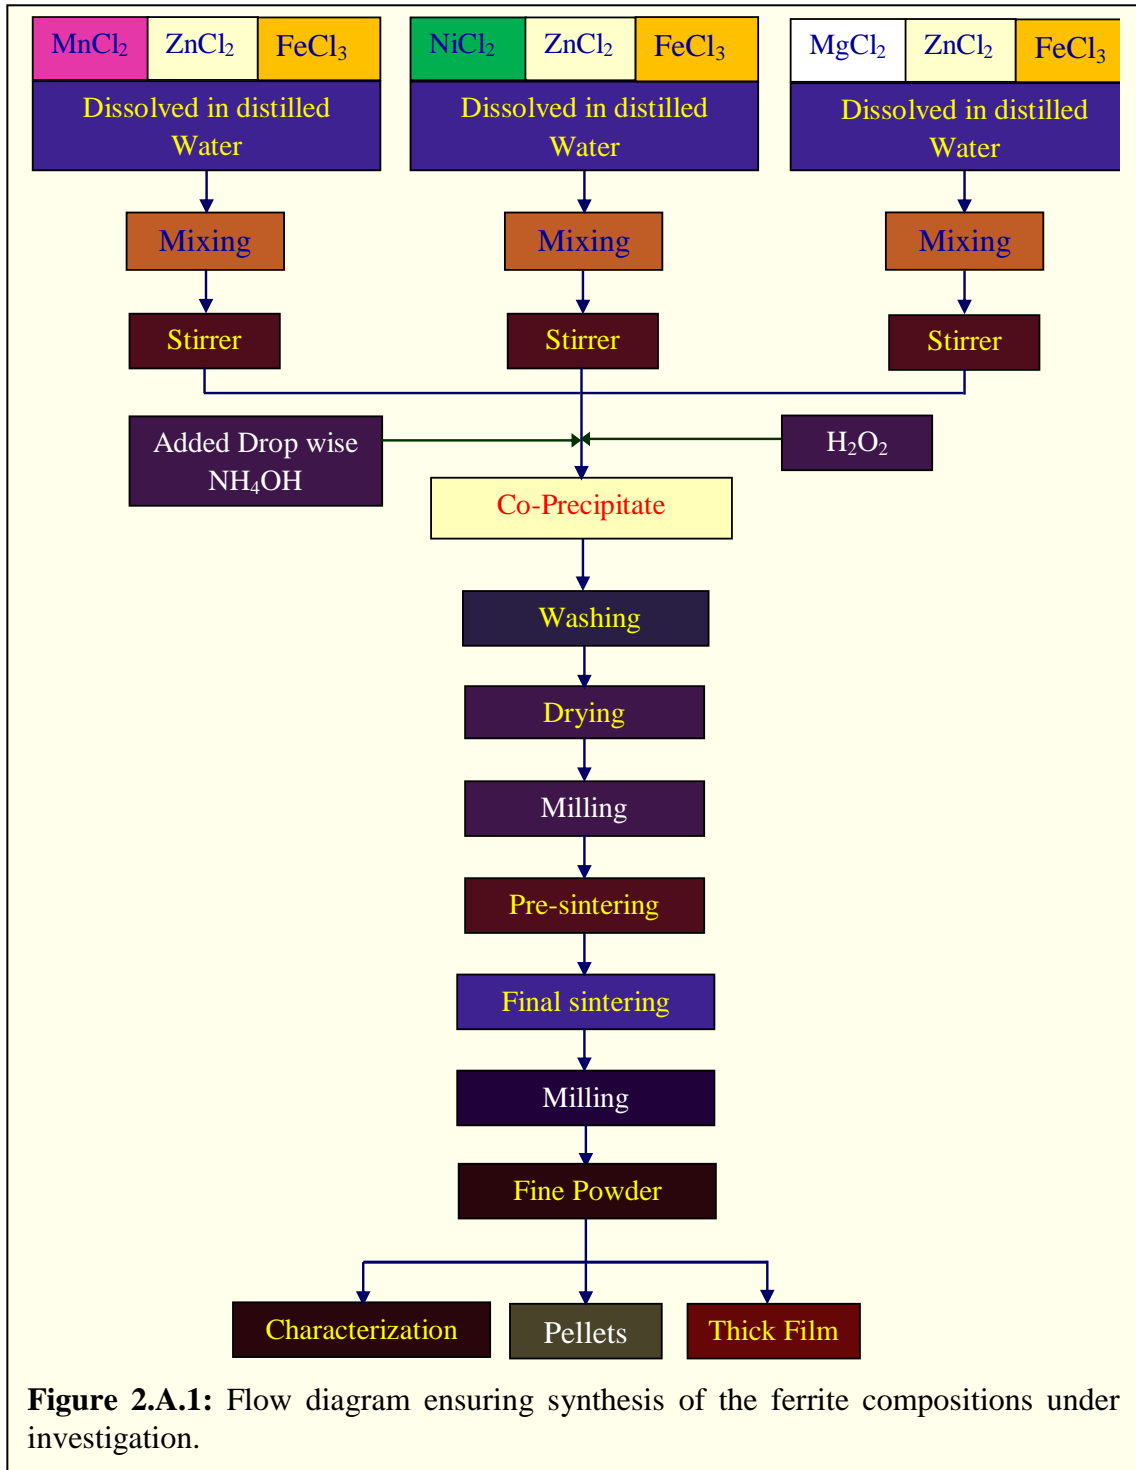 MnCl₂ ZnCl₂ FeCl₃ NiCl₂ ZnCl₂ FeCl₃ MgCl₂ ZnCl₂ FeCl₃
Dissolved in distilled
Water
Dissolved in distilled
Water
Dissolved in distilled
Water
Mixing Mixing Mixing
Stirrer Stirrer Stirrer
Added Drop wise
NH₄OH
H₂O₂
Co-Precipitate
Washing
Drying
Milling
Pre-sintering
Final sintering
Milling
Fine Powder
Characterization Pellets Thick Film
Figure 2.A.1: Flow diagram ensuring synthesis of the ferrite compositions under
investigation.